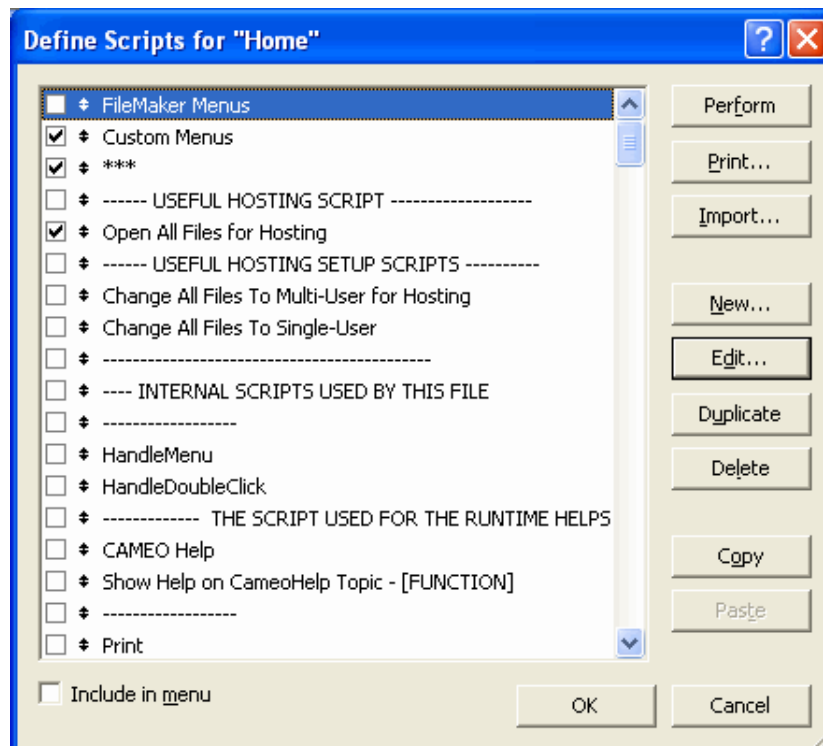 Define Scripts for "Home"
FileMaker Menus
Custom Menus
***
------ USEFUL HOSTING SCRIPT -------------------
Open All Files for Hosting
------ USEFUL HOSTING SETUP SCRIPTS ----------
Change All Files To Multi-User for Hosting
Change All Files To Single-User
--------------------------------------------
---- INTERNAL SCRIPTS USED BY THIS FILE
------------------
HandleMenu
HandleDoubleClick
------------- THE SCRIPT USED FOR THE RUNTIME HELPS
CAMEO Help
Show Help on CameoHelp Topic - [FUNCTION]
------------------
Print
Perform
Print...
Import...
New...
Edit...
Duplicate
Delete
Copy
Paste
Include in menu
OK
Cancel